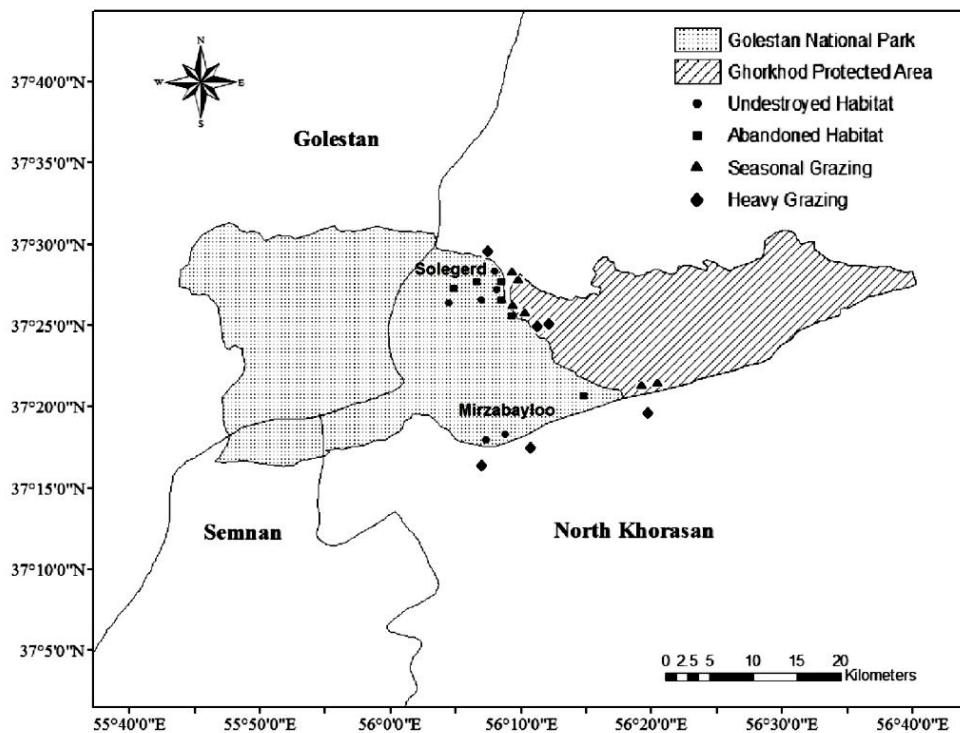 N
W E
S
Golestan National Park
Ghorkhod Protected Area
Undestroyed Habitat
Abandoned Habitat
Seasonal Grazing
Heavy Grazing
Golestan
Solegerd
Mirzabayloo
Semnan
North Khorasan
37°40'0"N
37°35'0"N
37°30'0"N
37°25'0"N
37°20'0"N
37°15'0"N
37°10'0"N
37°5'0"N
0 2.5 5 10 15 20
Kilometers
55°40'0"E 55°50'0"E 56°0'0"E 56°10'0"E 56°20'0"E 56°30'0"E 56°40'0"E